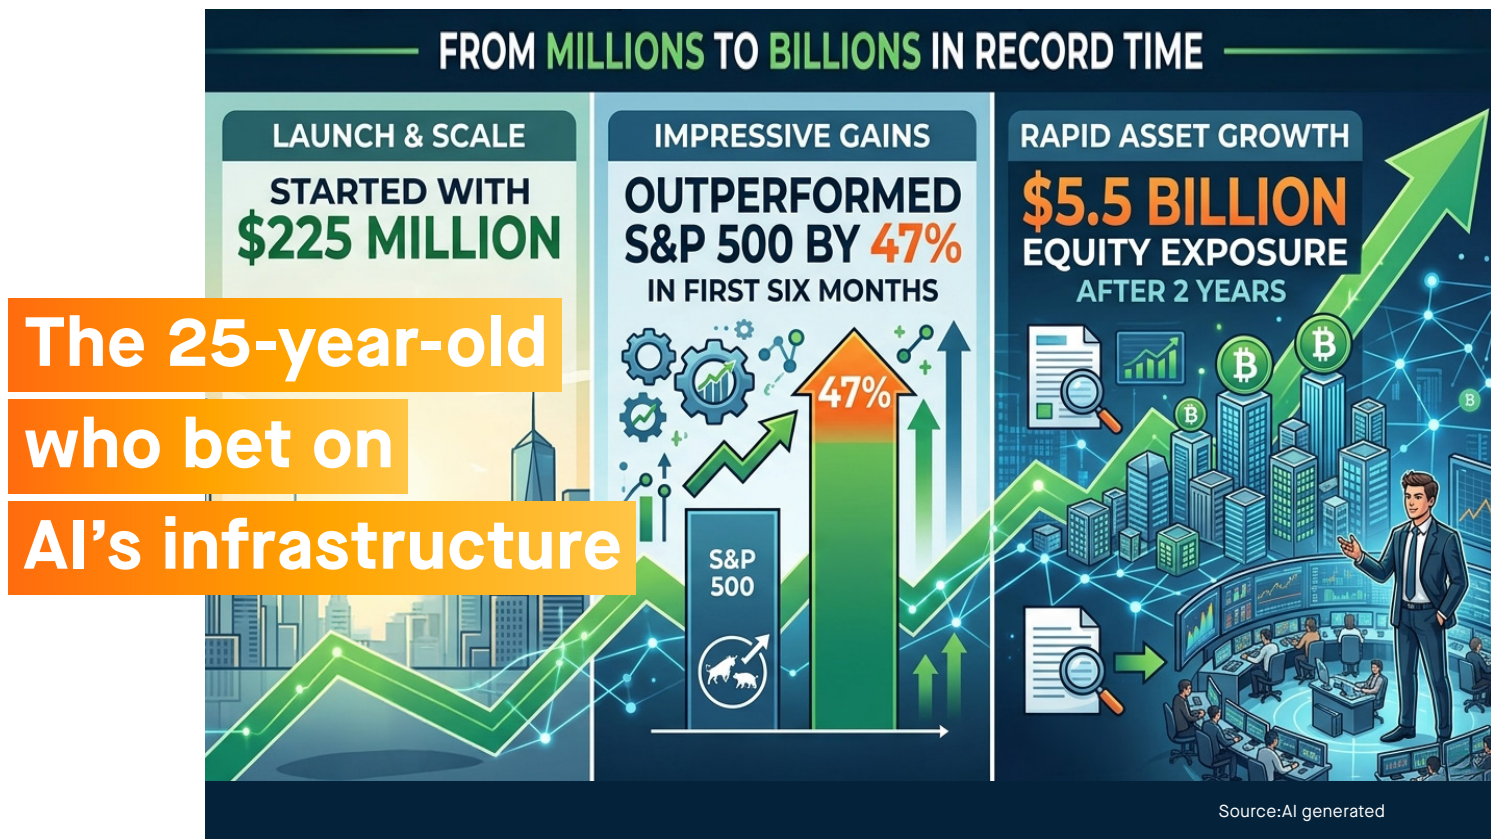 FROM MILLIONS TO BILLIONS IN RECORD TIME
LAUNCH & SCALE
STARTED WITH
$225 MILLION
IMPRESSIVE GAINS
OUTPERFORMED
S&P 500 BY 47%
IN FIRST SIX MONTHS
47%
S&P
500
RAPID ASSET GROWTH
$5.5 BILLION
EQUITY EXPOSURE
AFTER 2 YEARS
The 25-year-old
who bet on
AI’s infrastructure
Source:AI generated